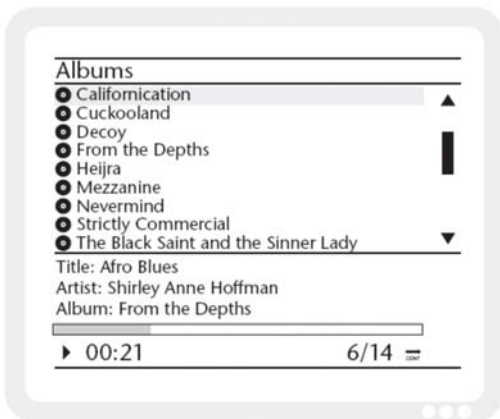 Albums
Californication
Cuckooland
Decoy
From the Depths
Heijra
Mezzanine
Nevermind
Strictly Commercial
The Black Saint and the Sinner Lady
Title: Afro Blues
Artist: Shirley Anne Hoffman
Album: From the Depths
00:21 6/14